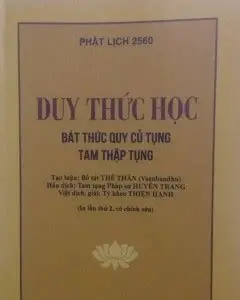 PHẬT LỊCH 2560
DUY THỨC HỌC
BÁT THỨC QUY CỦ TỤNG
TAM THẬP TỤNG
Tạo luận: Bồ tát THẾ THÂN (Vasubandhu)
Hán dịch: Tam tạng Pháp sư HUYỀN TRANG
Việt dịch, giải: Tỳ kheo THIỆN HẠNH
(In lần thứ 2, có chỉnh sửa)